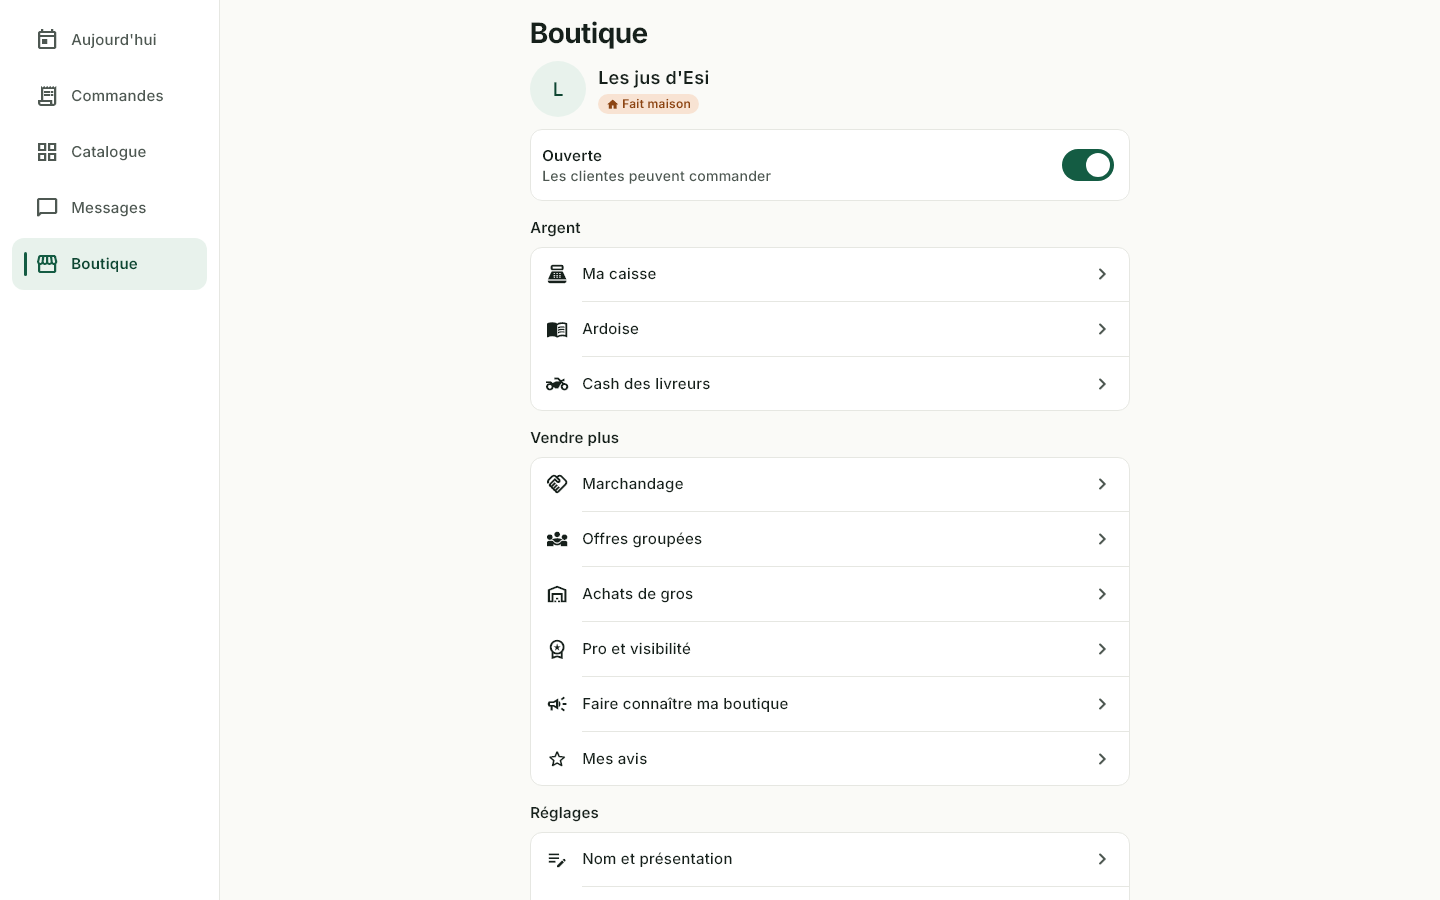 Aujourd'hui
Commandes
Catalogue
Messages
Boutique
Boutique
L
Les jus d'Esi
Fait maison
Ouverte
Les clientes peuvent commander
Argent
Ma caisse
Ardoise
Cash des livreurs
Vendre plus
Marchandage
Offres groupées
Achats de gros
Pro et visibilité
Faire connaître ma boutique
Mes avis
Réglages
Nom et présentation